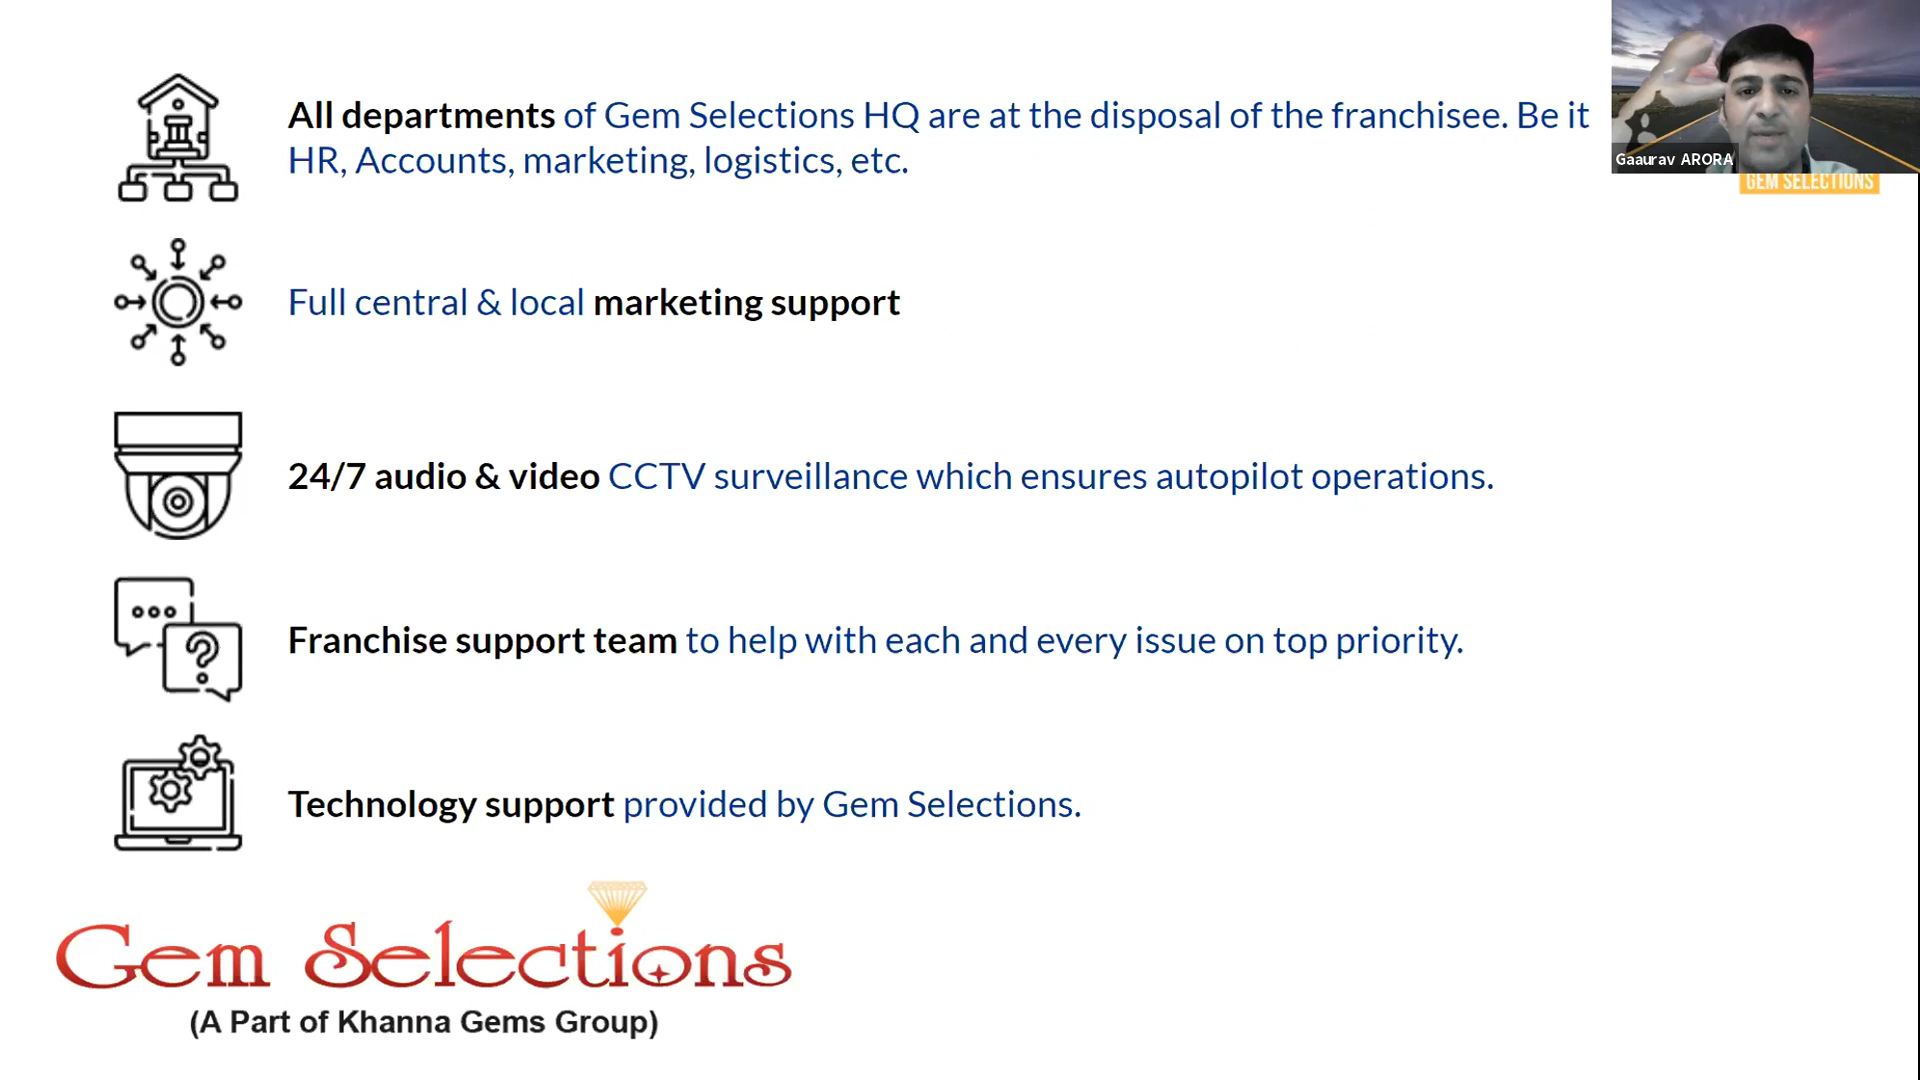 All departments of Gem Selections HQ are at the disposal of the franchisee. Be it
HR, Accounts, marketing, logistics, etc.
Gaaurav ARORA
GEM SELECTIONS
Full central & local marketing support
24/7 audio & video CCTV surveillance which ensures autopilot operations.
Franchise support team to help with each and every issue on top priority.
Technology support provided by Gem Selections.
Gem Selections
(A Part of Khanna Gems Group)